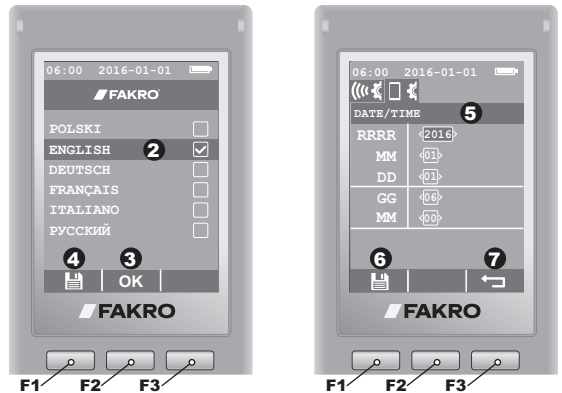 06:00 2016-01-01
FAKRO
POLSKI
ENGLISH 2
DEUTSCH
FRANÇAIS
ITALIANO
РУССКИЙ
4 3
OK
FAKRO
F1 F2 F3
06:00 2016-01-01
DATE/TIME 5
RRRR <2016>
MM <01>
DD <01>
GG <06>
MM <00>
6 7
FAKRO
F1 F2 F3